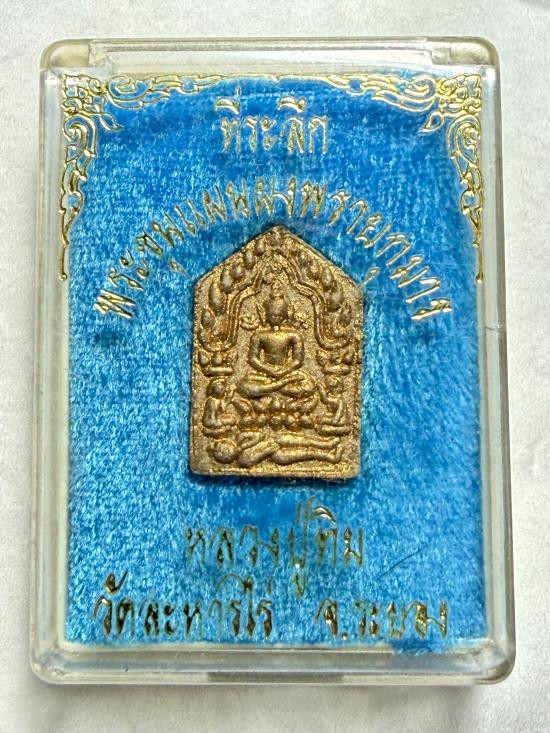 ที่ระลึก
พระขุนแผนผงพรายกุมาร
หลวงปู่ทิม
วัดละหารไร่ จ.ระยอง